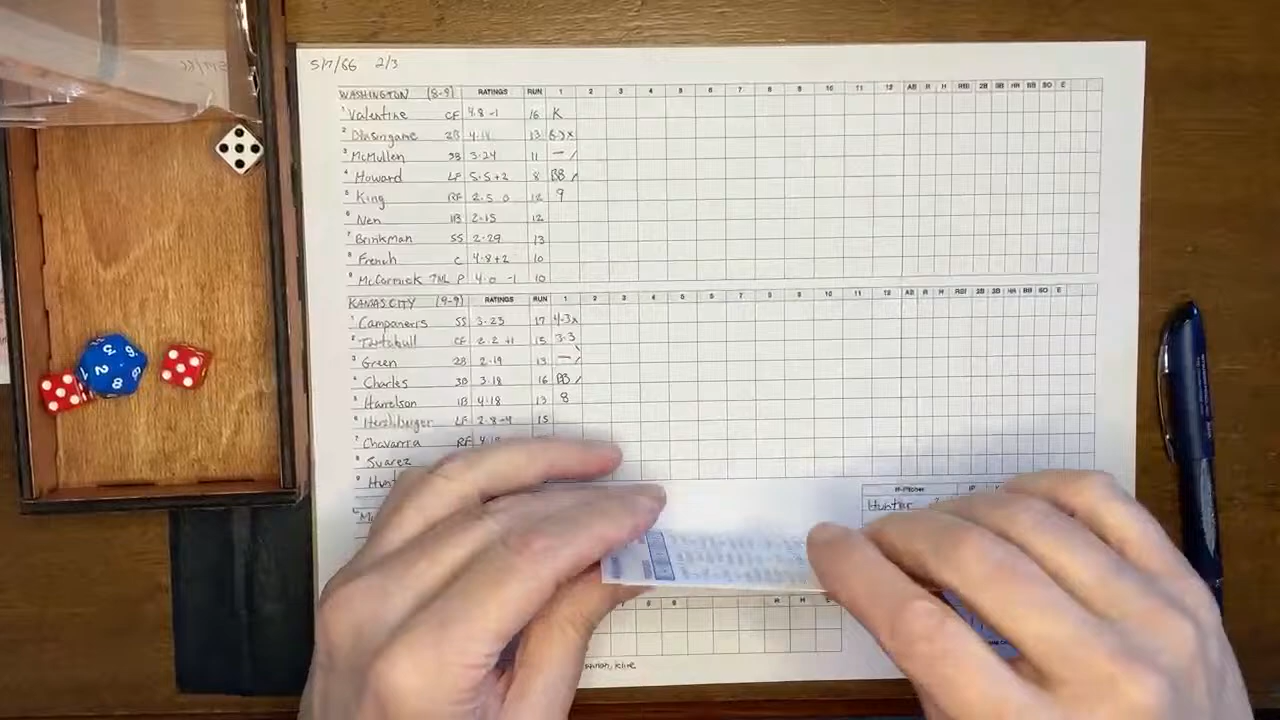 5/7/66 2/3
WASHINGTON (8-9) RATINGS RUN 1 2 3 4 5 6 7 8 9 10 11 12 AB R H RBI 2B 3B HR BB SO E
1 Valentine CF 4.8 -1 16 K
2 Blasingame 2B 4.14 13
3 McMullen 3B 3.24 11 — /
4 Howard LF 5.5 +2 8 BB /
5 King RF 2.5 0 12 9
6 Nen 1B 2.15 12
7 Brinkman SS 2.29 13
8 French C 4.8 +2 10
9 McCormick TML P 4.0 -1 10
KANSAS CITY (9-9) RATINGS RUN 1 2 3 4 5 6 7 8 9 10 11 12 AB R H RBI 2B 3B HR BB SO E
1 Campaneris SS 3.23 17 4-3x
2 Tartabull CF 2.2 +1 15 3-3
3 Green 2B 2.19 13 — /
4 Charles 3B 3.18 16 BB /
5 Harrelson 1B 4.18 13 8
6 Hershberger LF 2.8 -4 15
7 Chavarria RF
8 Suarez
9 Hunt
H-Pitcher IP
Hunter
R H